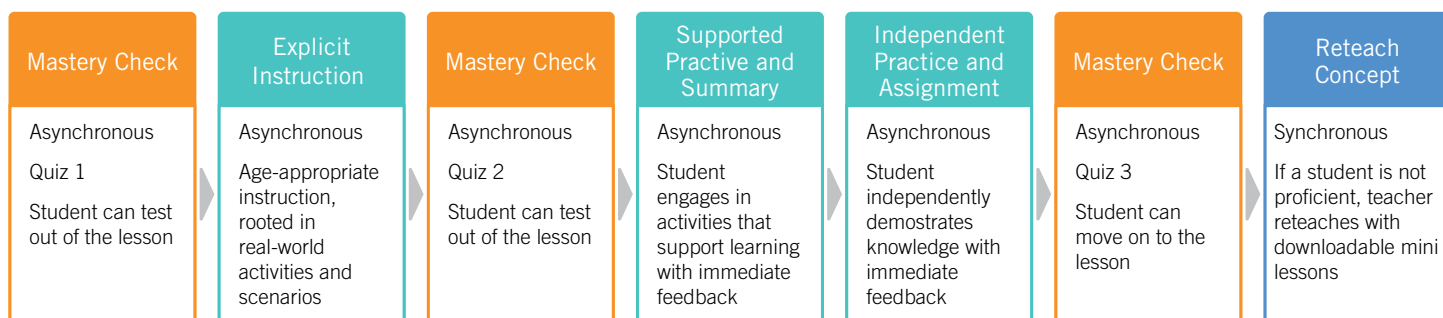 Mastery Check
Asynchronous
Quiz 1
Student can test
out of the lesson
Explicit
Instruction
Asynchronous
Age-appropriate
instruction,
rooted in
real-world
activities and
scenarios
Mastery Check
Asynchronous
Quiz 2
Student can test
out of the lesson
Supported
Practive and
Summary
Asynchronous
Student
engages in
activities that
support learning
with immediate
feedback
Independent
Practice and
Assignment
Asynchronous
Student
independently
demostrates
knowledge with
immediate
feedback
Mastery Check
Asynchronous
Quiz 3
Student can
move on to the
lesson
Reteach
Concept
Synchronous
If a student is not
proficient, teacher
reteaches with
downloadable mini
lessons